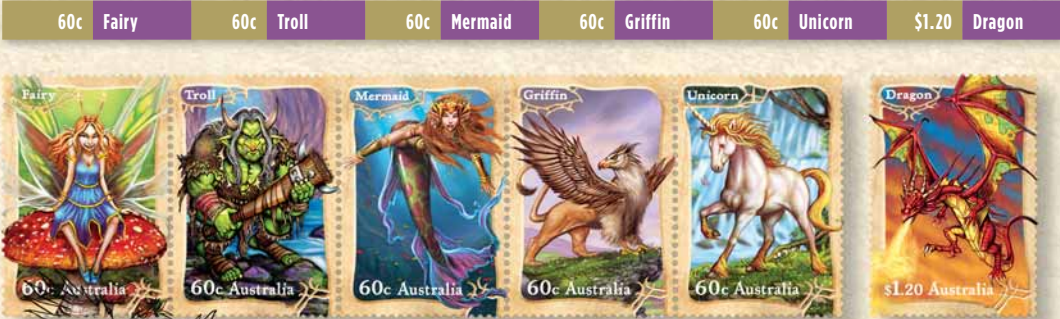 60c Fairy 60c Troll 60c Mermaid 60c Griffin 60c Unicorn $1.20 Dragon
Fairy Troll Mermaid Griffin Unicorn Dragon
60c Australia 60c Australia 60c Australia 60c Australia 60c Australia $1.20 Australia